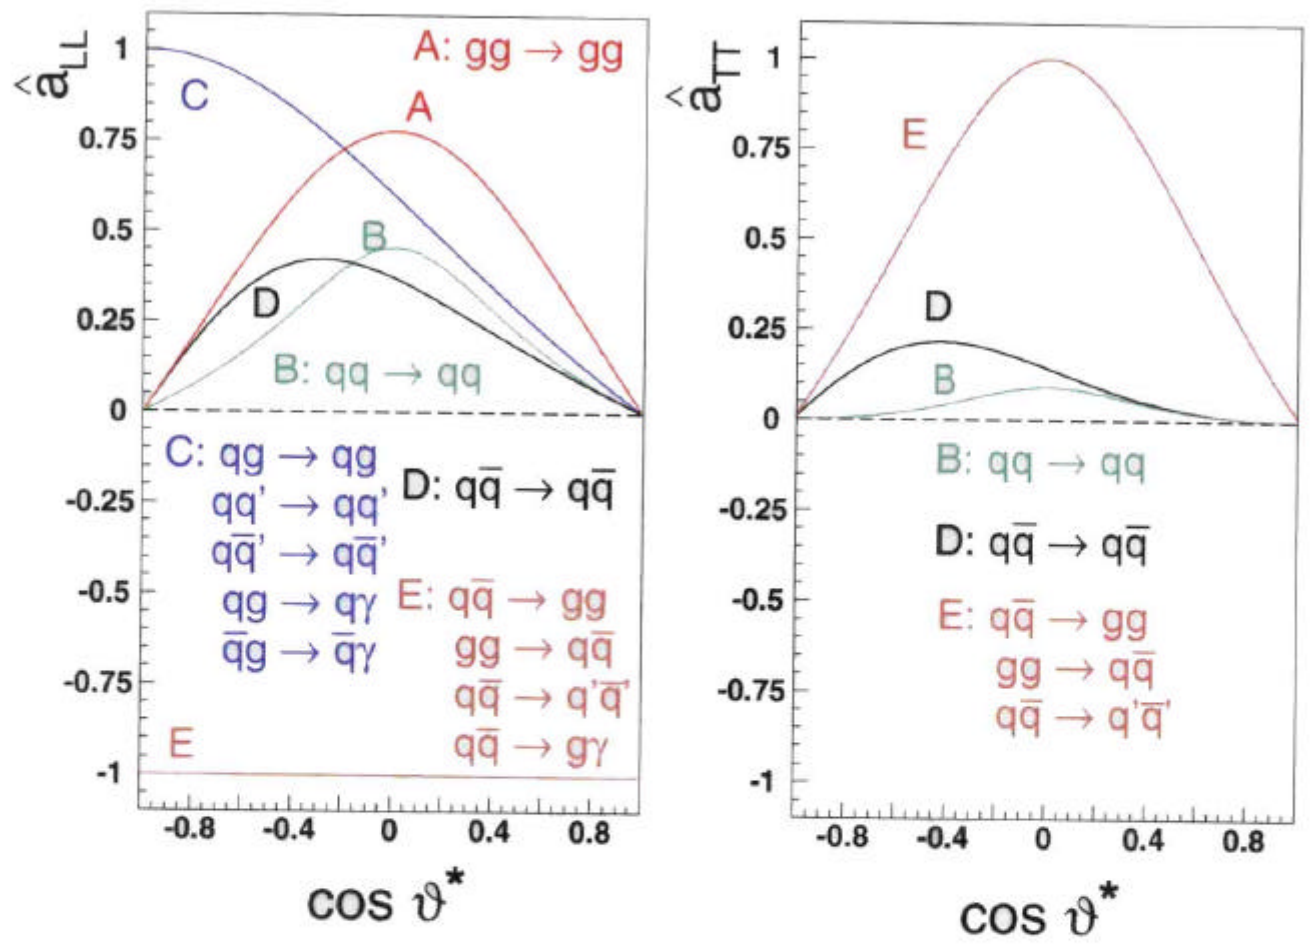 â_LL
1
0.75
0.5
0.25
0
-0.25
-0.5
-0.75
-1
A: gg → gg
C
A
B
D
B: qq → qq
C: qg → qg
qq' → qq'
qq̅' → qq̅'
qg → qγ
q̅g → q̅γ
D: qq̅ → qq̅
E: qq̅ → gg
gg → qq̅
qq̅ → q'q̅'
qq̅ → gγ
E
-0.8 -0.4 0 0.4 0.8
cos ϑ*
â_TT
1
0.75
0.5
0.25
0
-0.25
-0.5
-0.75
-1
E
D
B
B: qq → qq
D: qq̅ → qq̅
E: qq̅ → gg
gg → qq̅
qq̅ → q'q̅'
-0.8 -0.4 0 0.4 0.8
cos ϑ*